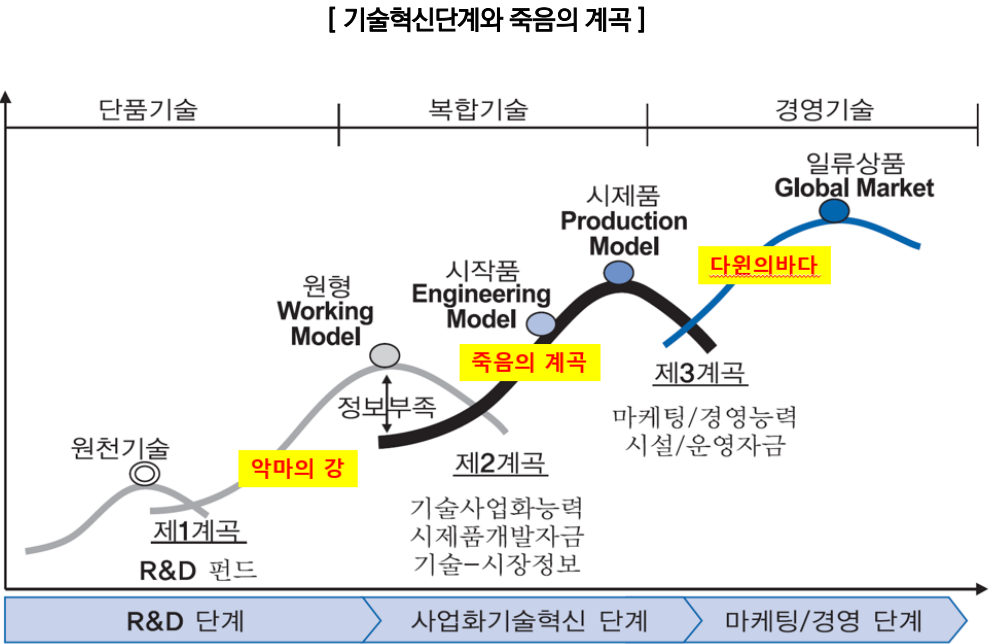 [ 기술혁신단계와 죽음의 계곡 ]
단품기술
복합기술
경영기술
일류상품
Global Market
시제품
Production
Model
다윈의바다
시작품
Engineering
Model
원형
Working
Model
죽음의 계곡
제3계곡
마케팅/경영능력
시설/운영자금
정보부족
원천기술
악마의 강
제2계곡
기술사업화능력
시제품개발자금
기술-시장정보
제1계곡
R&D 펀드
R&D 단계
사업화기술혁신 단계
마케팅/경영 단계